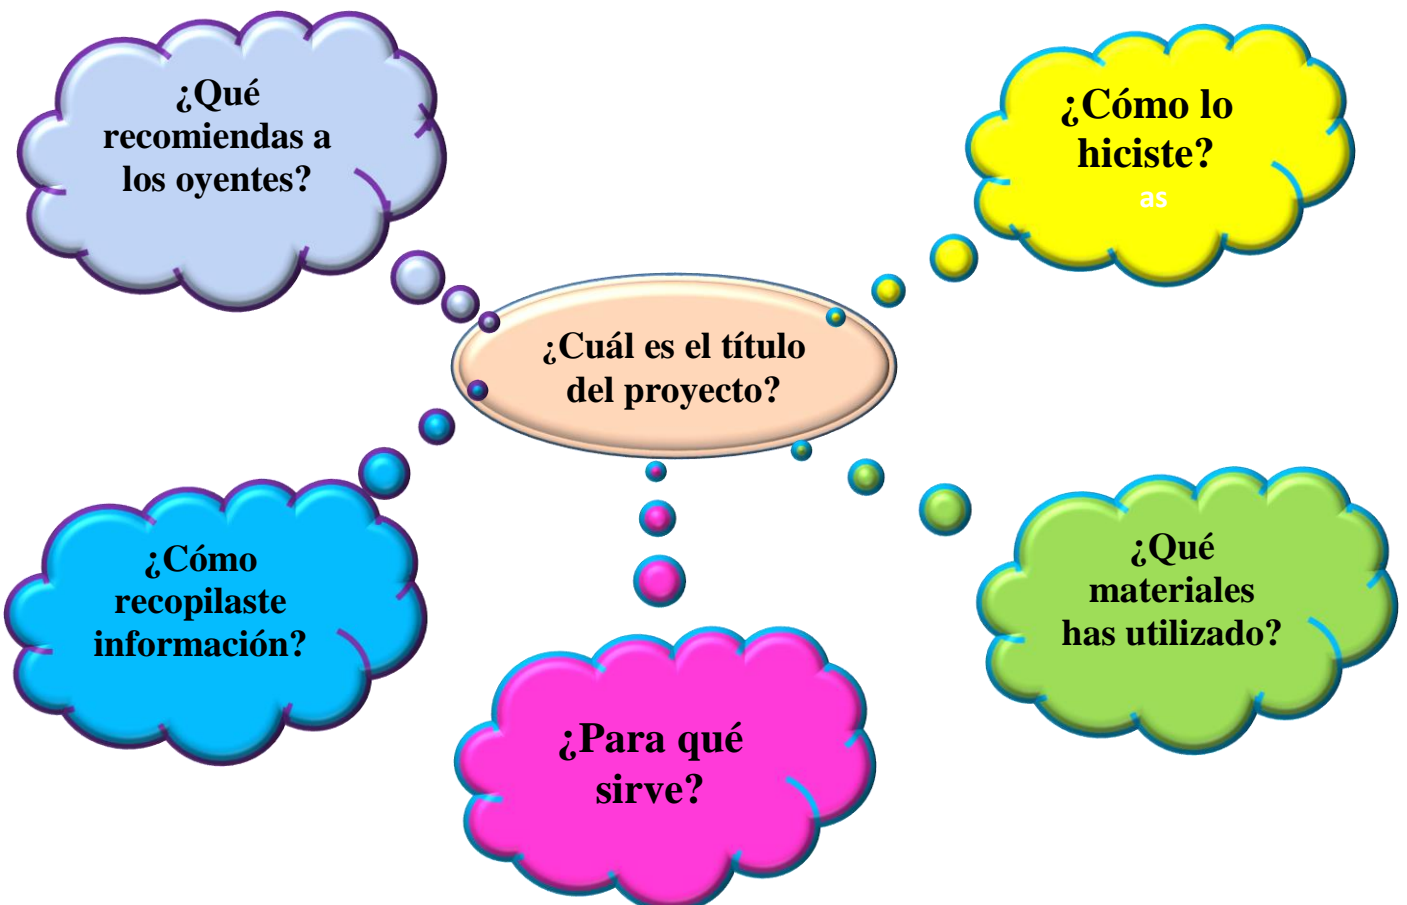 ¿Qué
recomiendas a
los oyentes?
¿Cómo lo
hiciste?
as
¿Cuál es el título
del proyecto?
¿Cómo
recopilaste
información?
¿Qué
materiales
has utilizado?
¿Para qué
sirve?